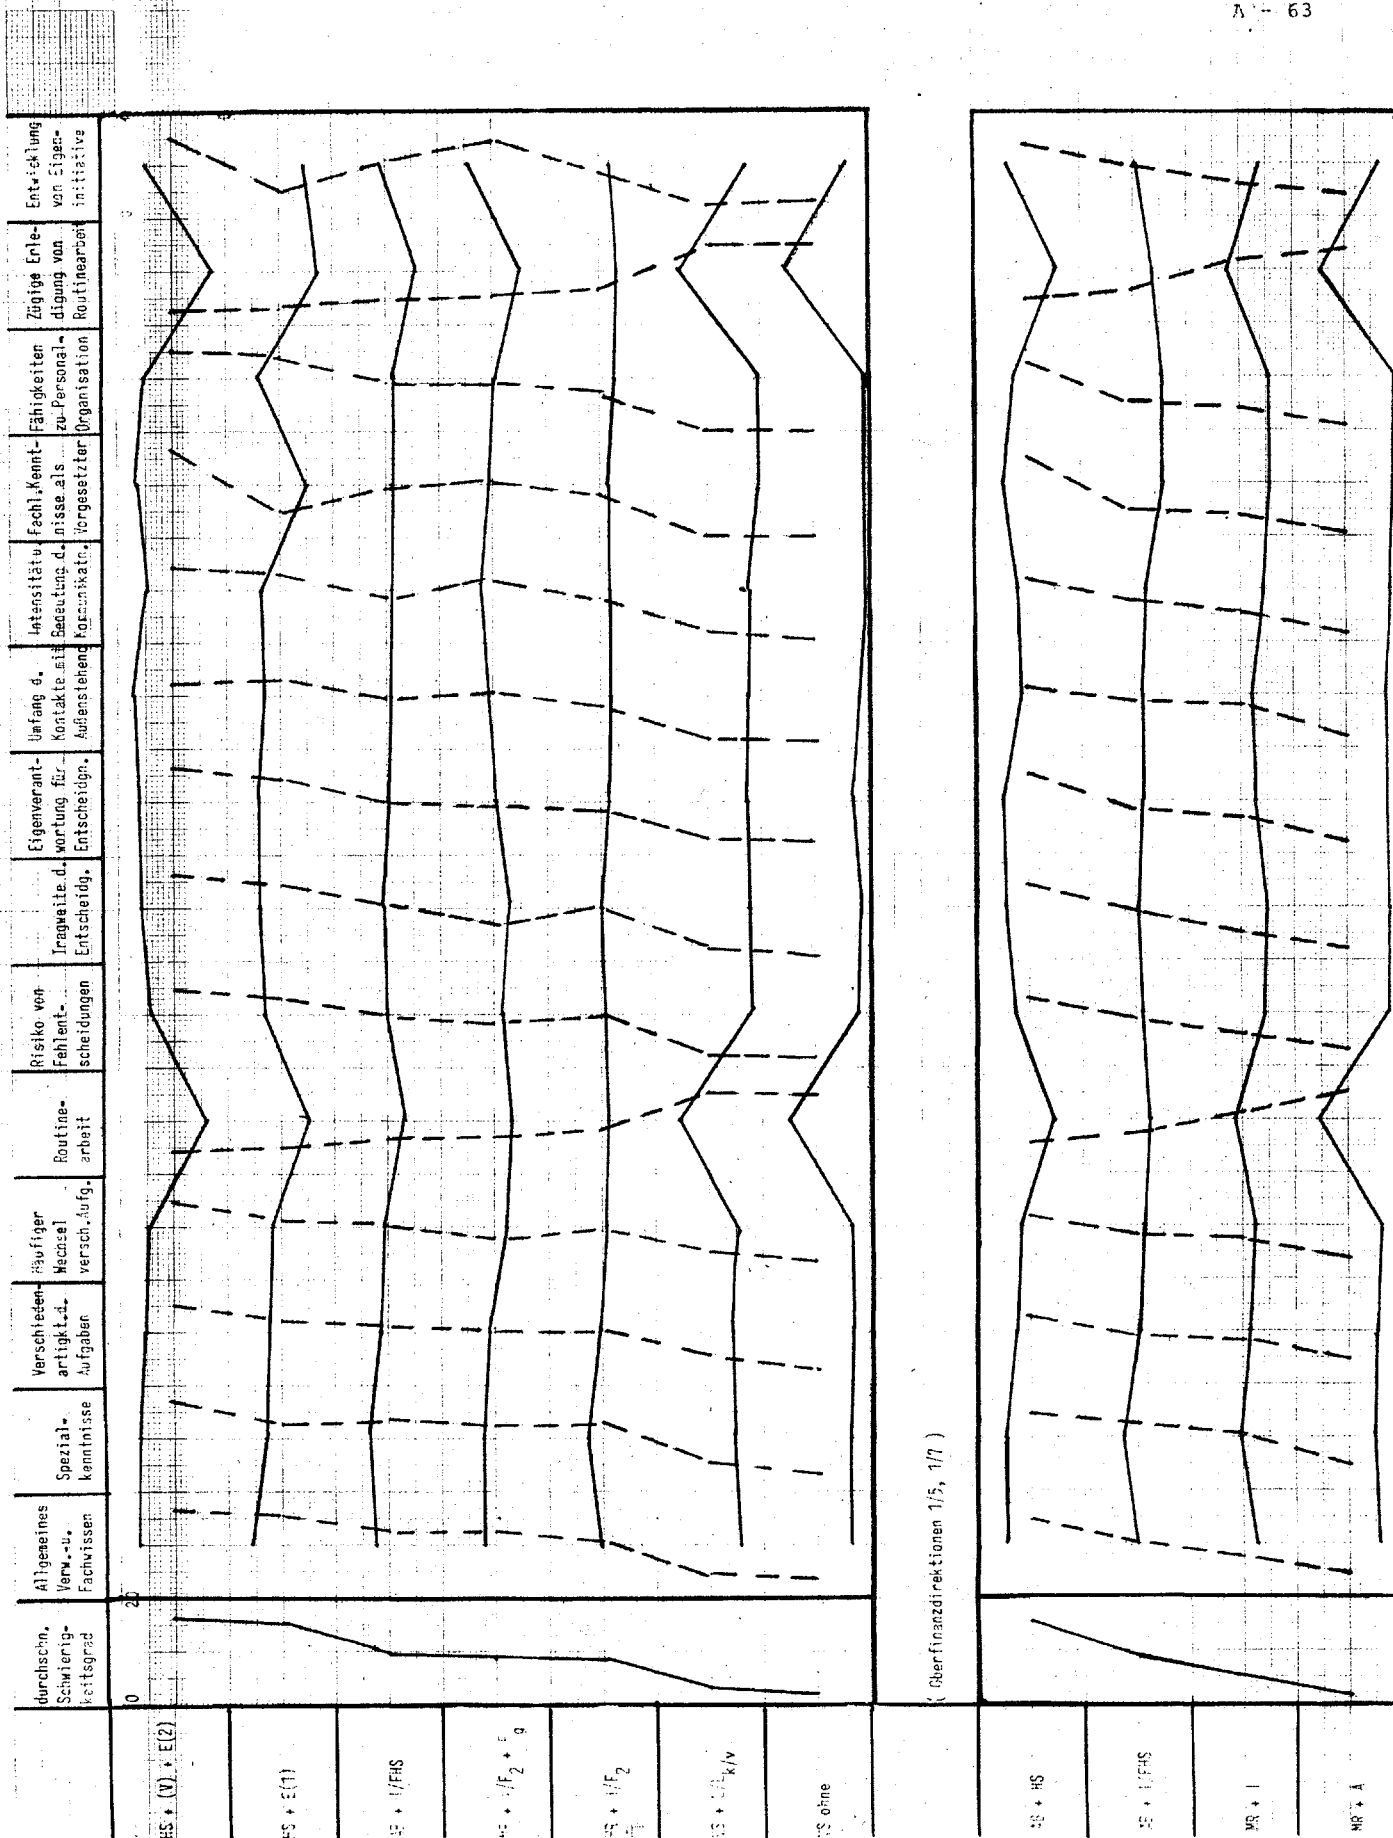 A - 63
Entwicklung
von Eigen-
initiative
Zügige Erle-
digung von
Routinearbeit
Fähigkeiten
zu Personal-
Organisation
Fachl.Kennt-
nisse als
Vorgesetzter
Intensität u.
Bedeutung d.
Kommunikatn.
Umfang d.
Kontakte mit
Außenstehend
Eigenverant-
wortung für
Entscheidgn.
Tragweite d.
Entscheidg.
Risiko von
Fehlent-
scheidungen
Routine-
arbeit
Häufiger
Wechsel
versch.Aufg.
Verschieden-
artigkt.d.
Aufgaben
Spezial-
kenntnisse
Allgemeines
Verw.-u.
Fachwissen
durchschn.
Schwierig-
keitsgrad
20
0
HS + (V) + E(2)
HS + E(1)
+ I/FHS
+ I/F2 +
+ I/F2
k/v
ohne
( Oberfinanzdirektionen 1/5, 1/7 )
+ HS
+ I/FHS
MR + I
MR + A